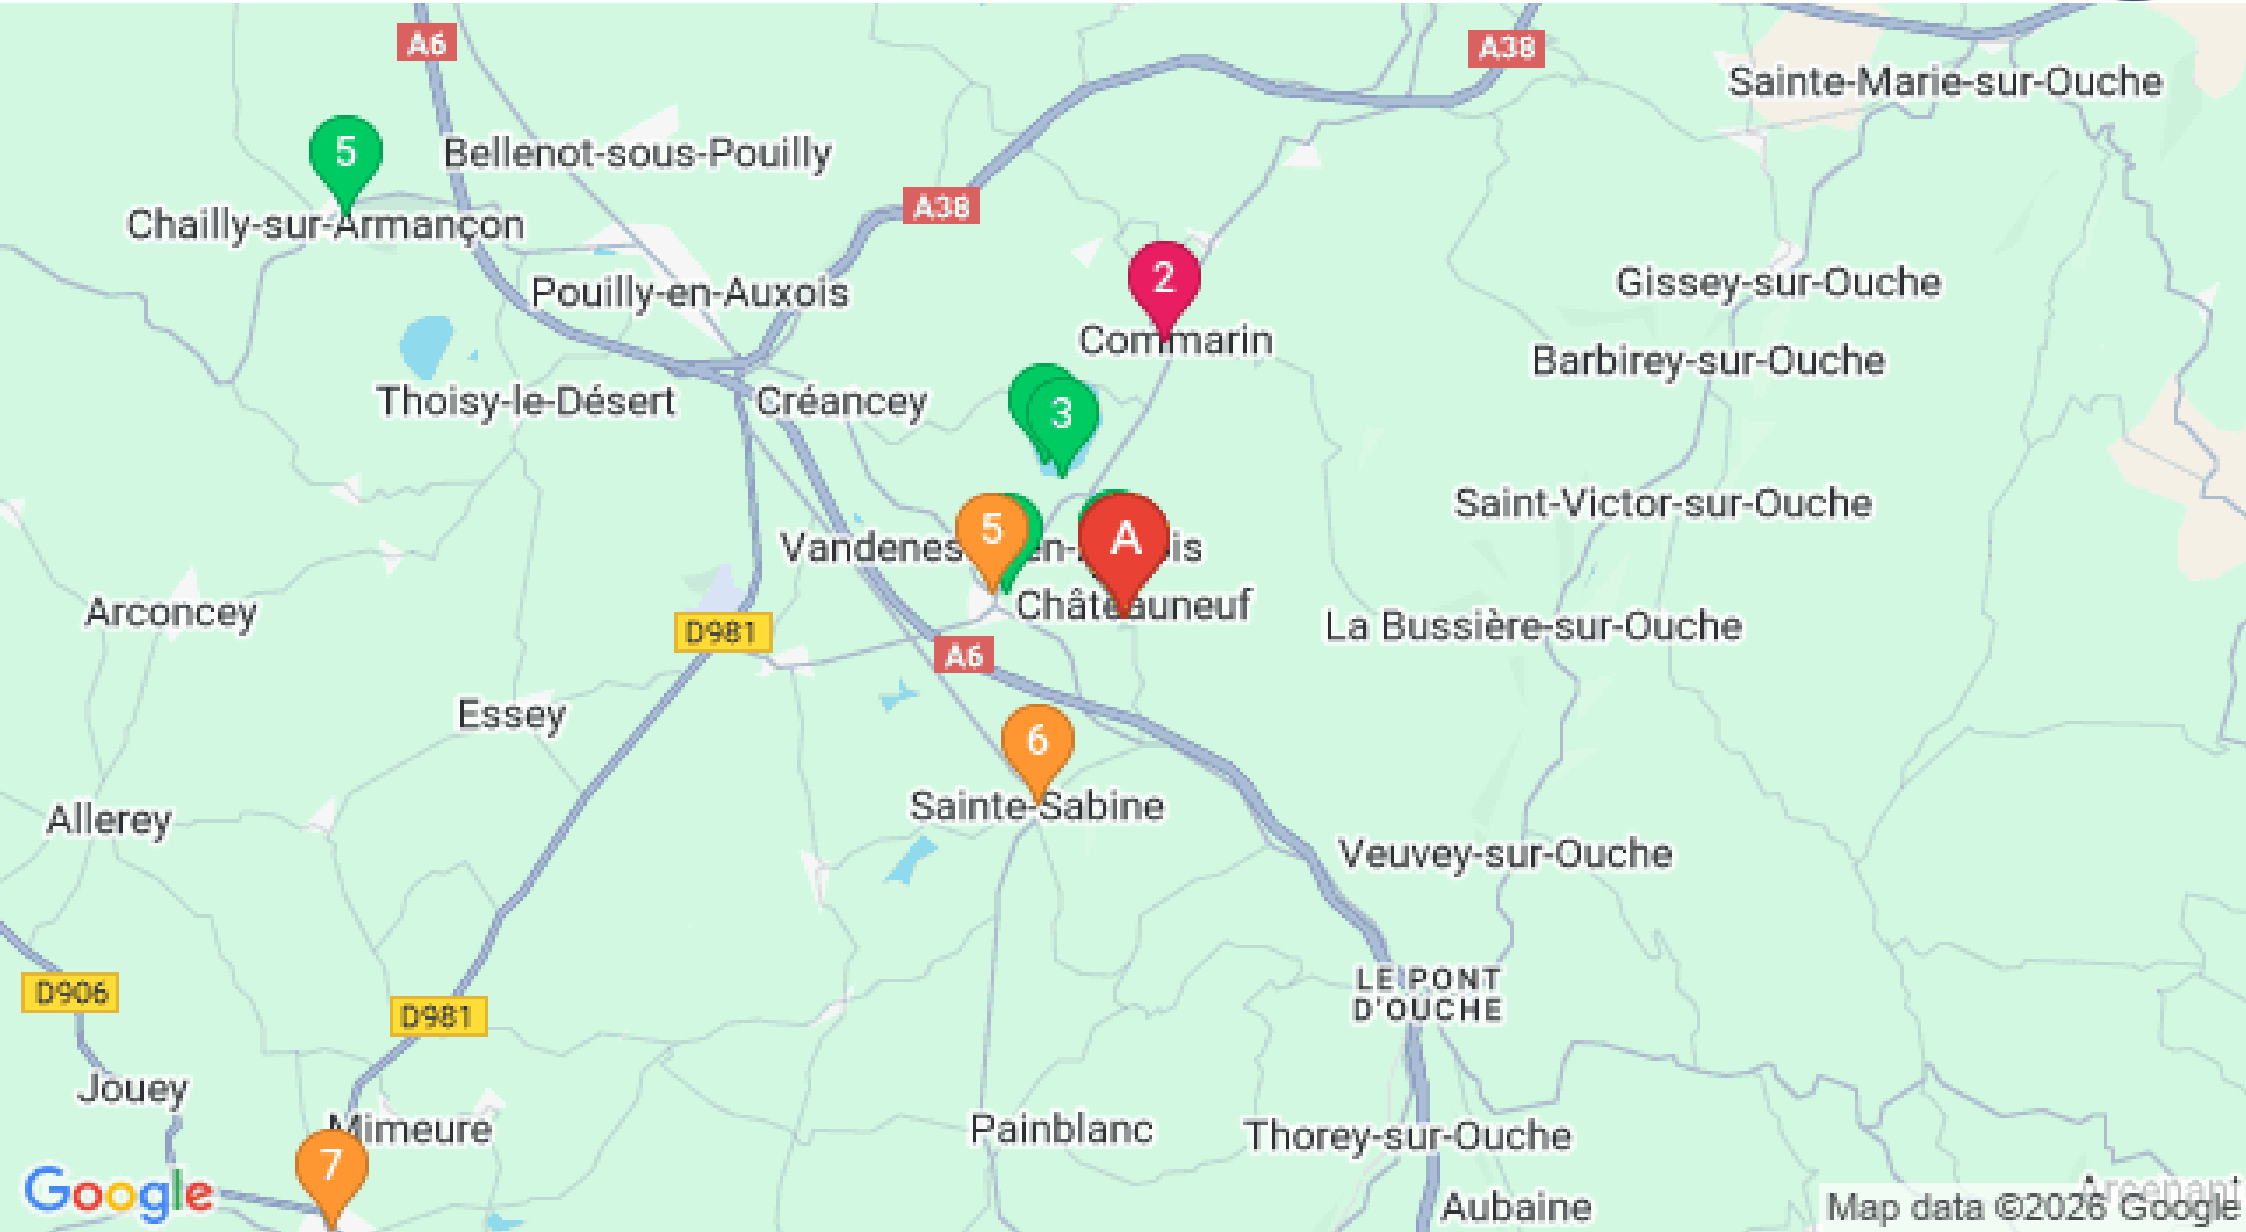 A6
A38
Sainte-Marie-sur-Ouche
5
Bellenot-sous-Pouilly
Chailly-sur-Armançon
A38
2
Pouilly-en-Auxois
Gissey-sur-Ouche
Commarin
Barbirey-sur-Ouche
Thoisy-le-Désert
Créancey
3
Saint-Victor-sur-Ouche
5
A
Vandenes en- is
Châteauneuf
Arconcey
D981
La Bussière-sur-Ouche
A6
Essey
6
Sainte-Sabine
Allerey
Veuvey-sur-Ouche
D906
LE PONT
D'OUCHE
D981
Jouey
Mimeure
Painblanc
Thorey-sur-Ouche
7
Google
Arcenant
Aubaine
Map data ©2026 Google